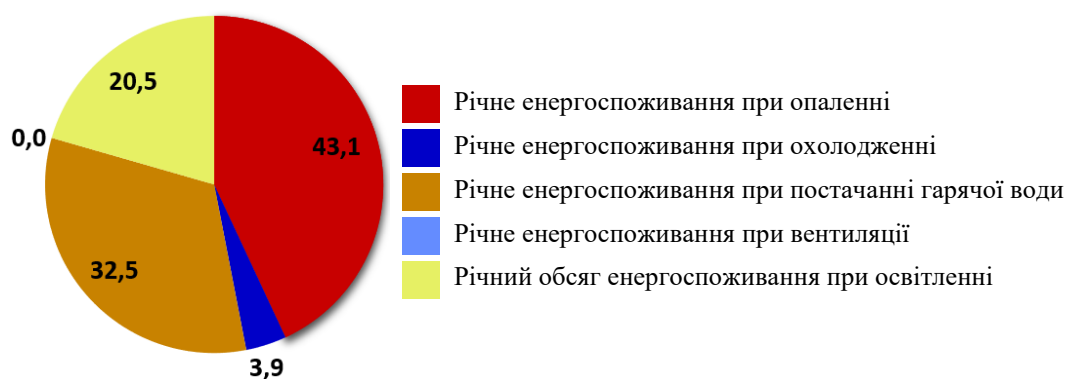 20,5
0,0
43,1
32,5
3,9
Річне енергоспоживання при опаленні
Річне енергоспоживання при охолодженні
Річне енергоспоживання при постачанні гарячої води
Річне енергоспоживання при вентиляції
Річний обсяг енергоспоживання при освітленні